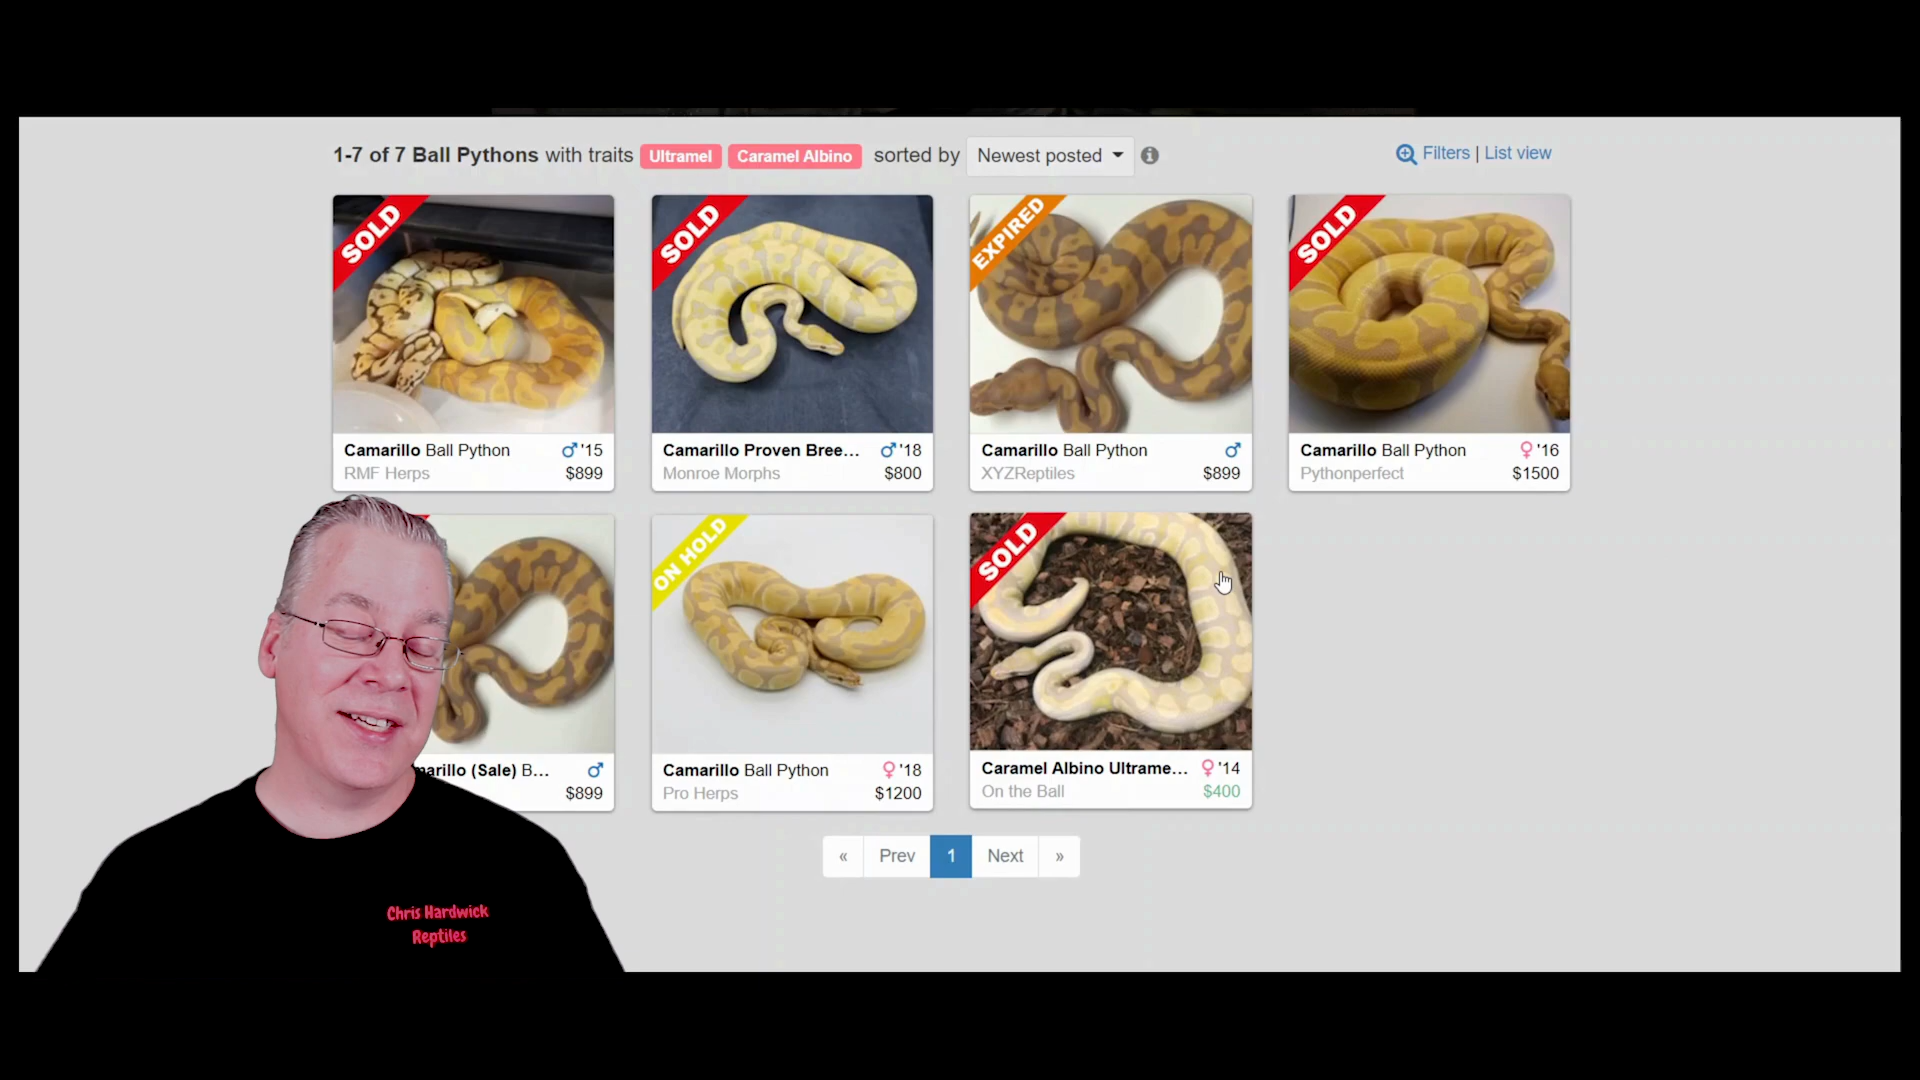 1-7 of 7 Ball Pythons with traits Ultramel Caramel Albino sorted by Newest posted
Filters | List view
SOLD
SOLD
EXPIRED
SOLD
Camarillo Ball Python ♂ '15
RMF Herps $899
Camarillo Proven Bree... ♂ '18
Monroe Morphs $800
Camarillo Ball Python ♂
XYZReptiles $899
Camarillo Ball Python ♀ '16
Pythonperfect $1500
ON HOLD
SOLD
marillo (Sale) B... ♂
$899
Camarillo Ball Python ♀ '18
Pro Herps $1200
Caramel Albino Ultrame... ♀ '14
On the Ball $400
« Prev 1 Next »
Chris Hardwick
Reptiles